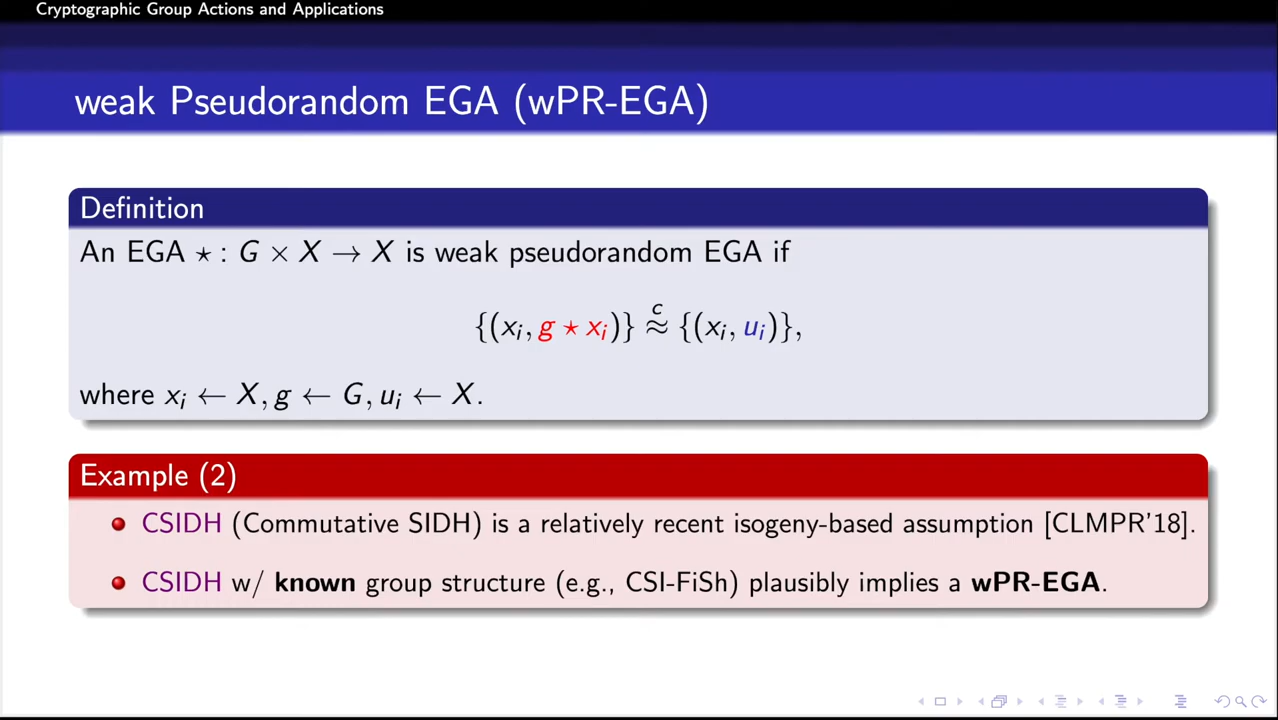 Cryptographic Group Actions and Applications
weak Pseudorandom EGA (wPR-EGA)
Definition
An EGA ⋆ : G × X → X is weak pseudorandom EGA if
{(xᵢ, g ⋆ xᵢ)} ≈ᶜ {(xᵢ, uᵢ)},
where xᵢ ← X, g ← G, uᵢ ← X.
Example (2)
CSIDH (Commutative SIDH) is a relatively recent isogeny-based assumption [CLMPR'18].
CSIDH w/ known group structure (e.g., CSI-FiSh) plausibly implies a wPR-EGA.